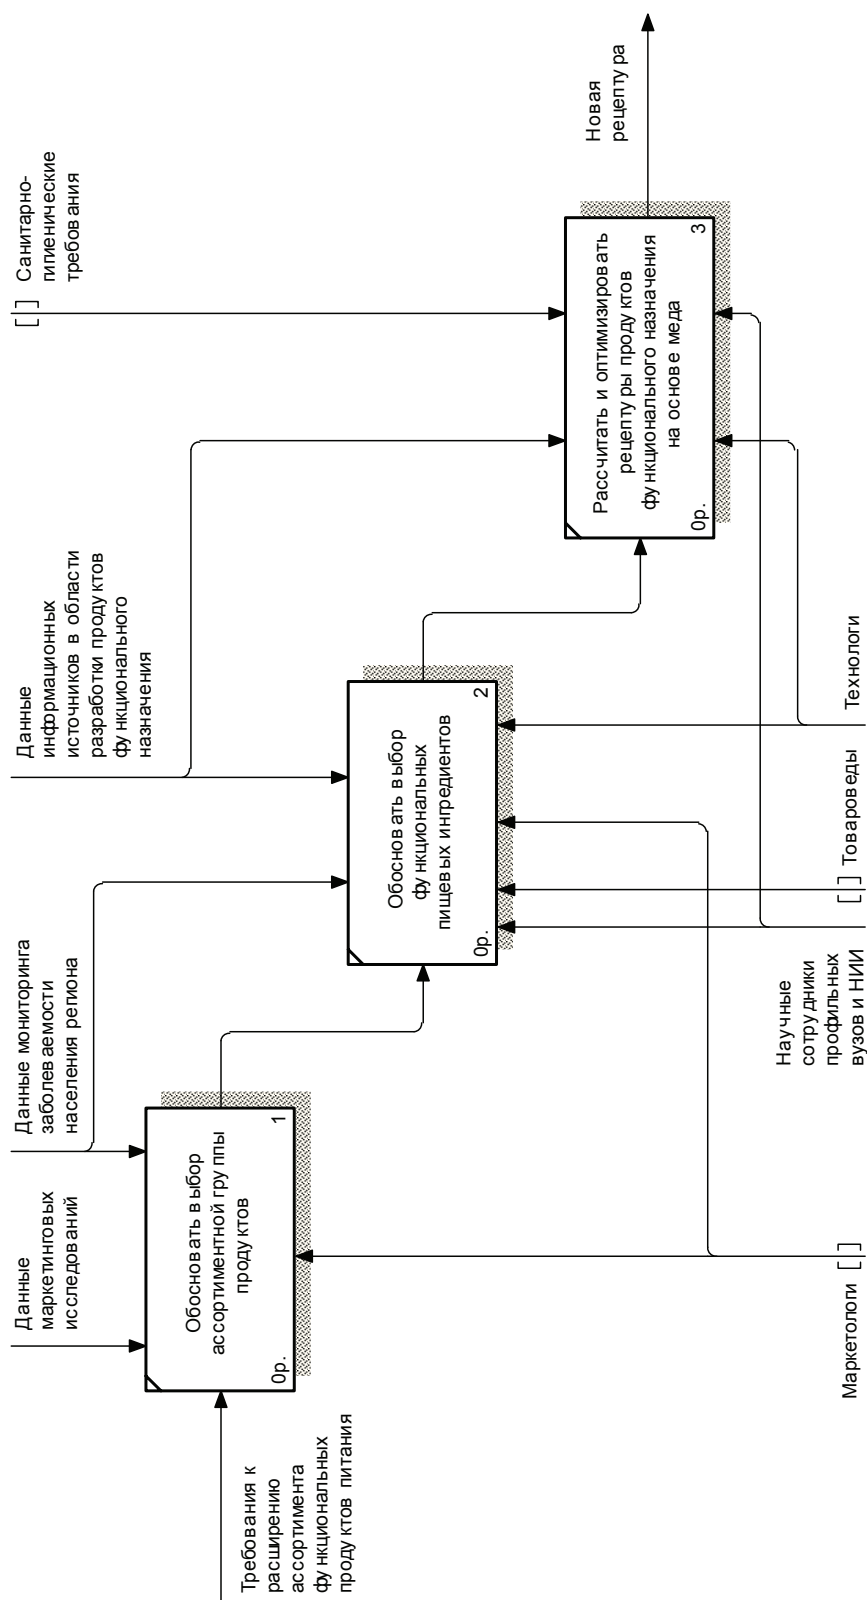 Данные
маркетинговых
исследований
Данные мониторинга
заболеваемости
населения региона
Данные
информационных
источников в области
разработки продуктов
функционального
назначения
[ ] Санитарно-
гигиенические
требования
Требования к
расширению
ассортимента
функциональных
продуктов питания
Обосновать выбор
ассортиментной группы
продуктов
0р.
1
Обосновать выбор
функциональных
пищевых ингредиентов
0р.
2
Рассчитать и оптимизировать
рецептуры продуктов
функционального назначения
на основе меда
0р.
3
Новая
рецептура
Маркетологи [ ]
Научные
сотрудники
профильных
вузов и НИИ
[ ] Товароведы
Технологи